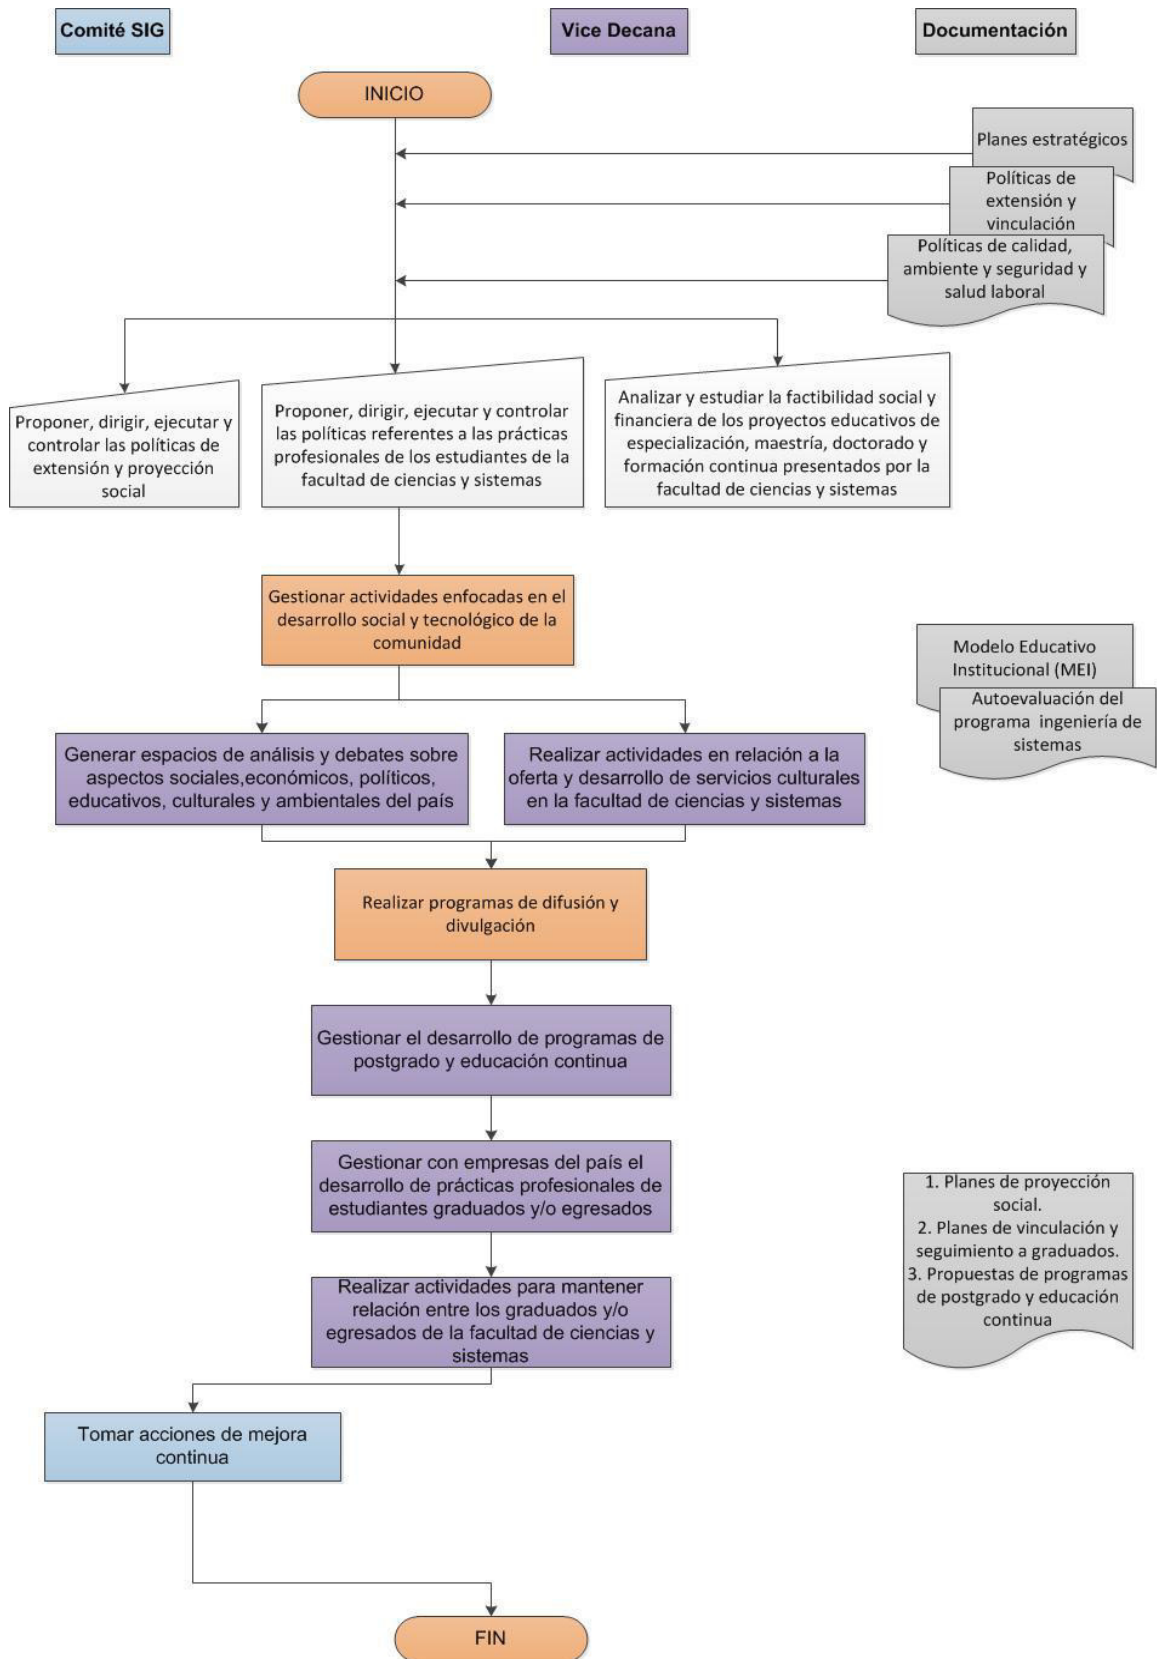 Comité SIG
Vice Decana
Documentación
INICIO
Planes estratégicos
Políticas de
extensión y
vinculación
Políticas de calidad,
ambiente y seguridad y
salud laboral
Proponer, dirigir, ejecutar y
controlar las políticas de
extensión y proyección
social
Proponer, dirigir, ejecutar y controlar
las políticas referentes a las prácticas
profesionales de los estudiantes de la
facultad de ciencias y sistemas
Analizar y estudiar la factibilidad social y
financiera de los proyectos educativos de
especialización, maestría, doctorado y
formación continua presentados por la
facultad de ciencias y sistemas
Gestionar actividades enfocadas en el
desarrollo social y tecnológico de la
comunidad
Modelo Educativo
Institucional (MEI)
Autoevaluación del
programa ingeniería de
sistemas
Generar espacios de análisis y debates sobre
aspectos sociales,económicos, políticos,
educativos, culturales y ambientales del país
Realizar actividades en relación a la
oferta y desarrollo de servicios culturales
en la facultad de ciencias y sistemas
Realizar programas de difusión y
divulgación
Gestionar el desarrollo de programas de
postgrado y educación continua
Gestionar con empresas del país el
desarrollo de prácticas profesionales de
estudiantes graduados y/o egresados
1. Planes de proyección
social.
2. Planes de vinculación y
seguimiento a graduados.
3. Propuestas de programas
de postgrado y educación
continua
Realizar actividades para mantener
relación entre los graduados y/o
egresados de la facultad de ciencias y
sistemas
Tomar acciones de mejora
continua
FIN